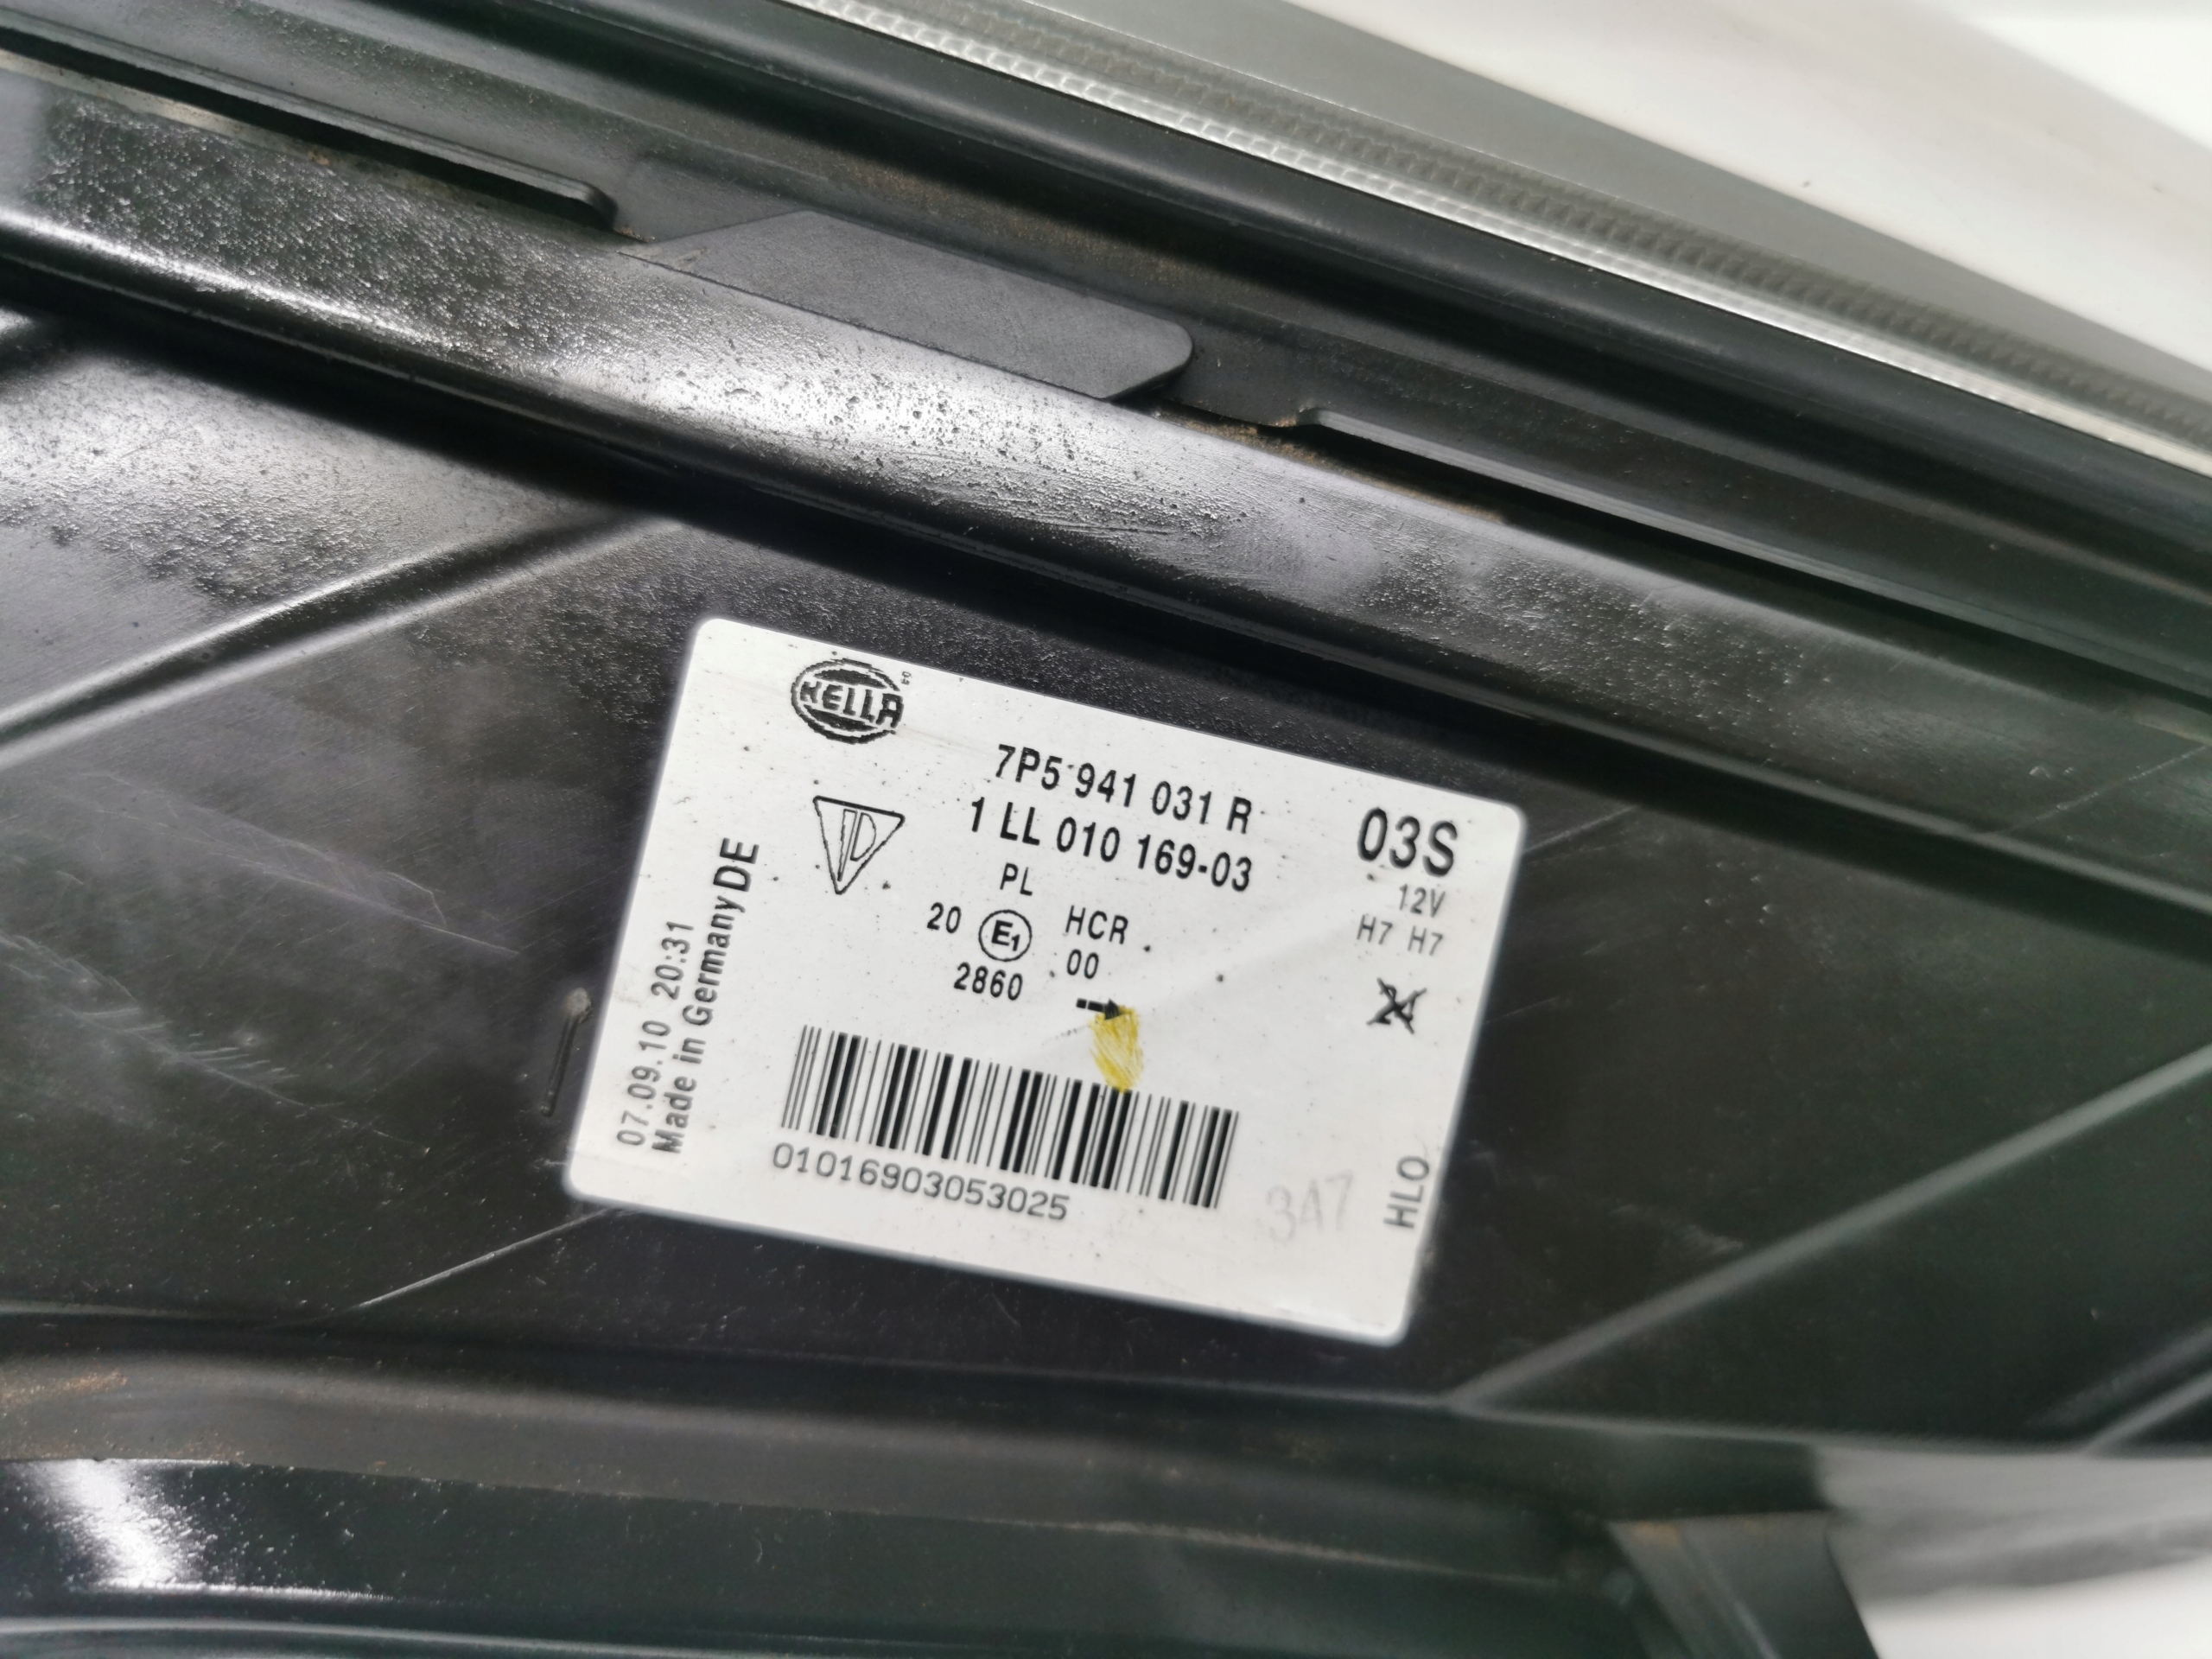 HELLA
7P5 941 031 R
1 LL 010 169-03
03S
12V
H7 H7
PL
20 E1 HCR
00
2860
24
07.09.10 20:31
Made in Germany DE
01016903053025
347
HLO